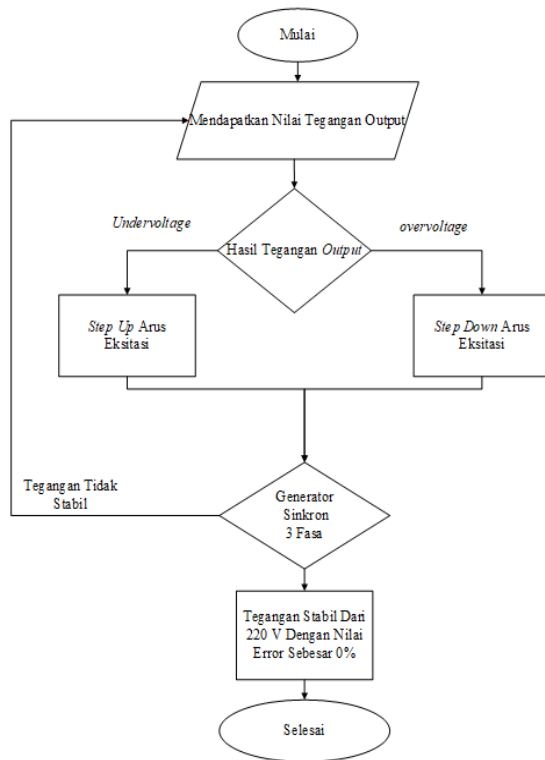 Mulai
Mendapatkan Nilai Tegangan Output
Undervoltage
overvoltage
Hasil Tegangan Output
Step Up Arus
Eksitasi
Step Down Arus
Eksitasi
Tegangan Tidak
Stabil
Generator
Sinkron
3 Fasa
Tegangan Stabil Dari
220 V Dengan Nilai
Error Sebesar 0%
Selesai